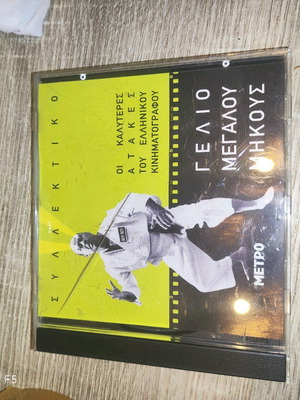 ΣΥΛΛΕΚΤΙΚΟ
ΟΙ ΚΑΛΥΤΕΡΕΣ
ΑΤΑΚΕΣ
ΤΟΥ ΕΛΛΗΝΙΚΟΥ
ΚΙΝΗΜΑΤΟΓΡΑΦΟΥ
ΓΕΛΙΟ
ΜΕΓΑΛΟΥ
ΜΗΚΟΥΣ
ΜΕΤΡΟ